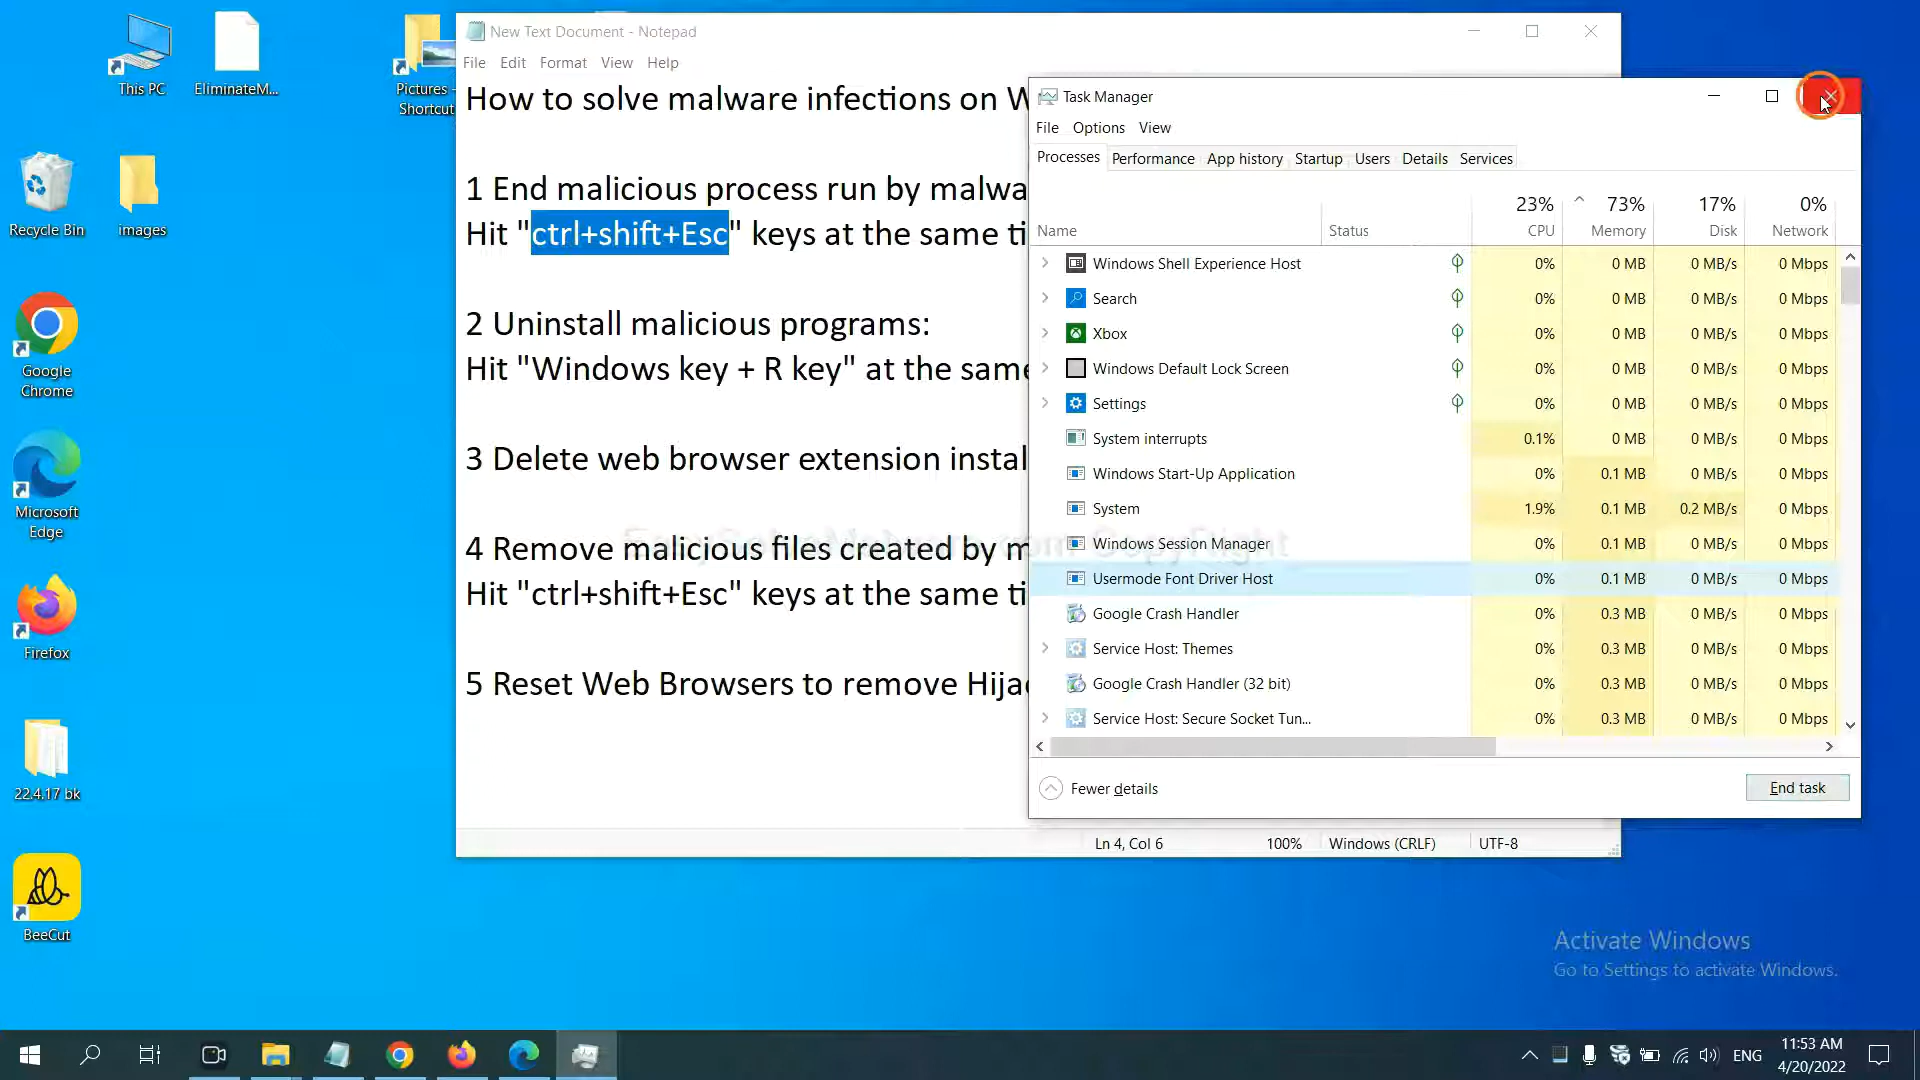 This PC
EliminateM...
Pictures -
Shortcut
Recycle Bin
images
Google
Chrome
Microsoft
Edge
Firefox
22.4.17 bk
BeeCut
New Text Document - Notepad
File Edit Format View Help
How to solve malware infections on W
1 End malicious process run by malwa
Hit "ctrl+shift+Esc" keys at the same ti
2 Uninstall malicious programs:
Hit "Windows key + R key" at the same
3 Delete web browser extension instal
4 Remove malicious files created by m
Hit "ctrl+shift+Esc" keys at the same ti
5 Reset Web Browsers to remove Hijac
Ln 4, Col 6 100% Windows (CRLF) UTF-8
Task Manager
File Options View
Processes Performance App history Startup Users Details Services
23% 73% 17% 0%
Name Status CPU Memory Disk Network
Windows Shell Experience Host 0% 0 MB 0 MB/s 0 Mbps
Search 0% 0 MB 0 MB/s 0 Mbps
Xbox 0% 0 MB 0 MB/s 0 Mbps
Windows Default Lock Screen 0% 0 MB 0 MB/s 0 Mbps
Settings 0% 0 MB 0 MB/s 0 Mbps
System interrupts 0.1% 0 MB 0 MB/s 0 Mbps
Windows Start-Up Application 0% 0.1 MB 0 MB/s 0 Mbps
System 1.9% 0.1 MB 0.2 MB/s 0 Mbps
Windows Session Manager 0% 0.1 MB 0 MB/s 0 Mbps
Usermode Font Driver Host 0% 0.1 MB 0 MB/s 0 Mbps
Google Crash Handler 0% 0.3 MB 0 MB/s 0 Mbps
Service Host: Themes 0% 0.3 MB 0 MB/s 0 Mbps
Google Crash Handler (32 bit) 0% 0.3 MB 0 MB/s 0 Mbps
Service Host: Secure Socket Tun... 0% 0.3 MB 0 MB/s 0 Mbps
Fewer details
End task
Activate Windows
Go to Settings to activate Windows.
ENG
11:53 AM
4/20/2022